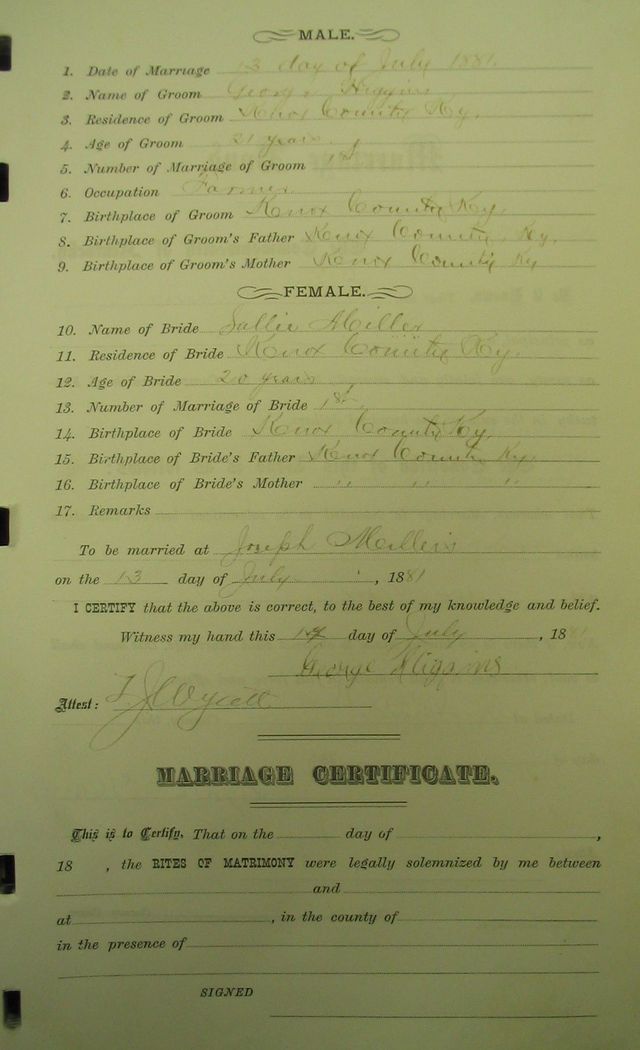 MALE.
1. Date of Marriage 13 day of July 1881.
2. Name of Groom George Higgins
3. Residence of Groom Knox County Ky.
4. Age of Groom 21 years
5. Number of Marriage of Groom 1st
6. Occupation Farmer
7. Birthplace of Groom Knox County Ky.
8. Birthplace of Groom's Father Knox County Ky.
9. Birthplace of Groom's Mother Knox County Ky
FEMALE.
10. Name of Bride Sallie Miller
11. Residence of Bride Knox County Ky.
12. Age of Bride 20 years
13. Number of Marriage of Bride 1st
14. Birthplace of Bride Knox County Ky.
15. Birthplace of Bride's Father Knox County Ky.
16. Birthplace of Bride's Mother " " "
17. Remarks
To be married at Joseph Millers
on the 13 day of July , 1881
I CERTIFY that the above is correct, to the best of my knowledge and belief.
Witness my hand this day of July , 18
George Higgins
Attest:
MARRIAGE CERTIFICATE.
This is to Certify. That on the day of ,
18 , the RITES OF MATRIMONY were legally solemnized by me between
and
at , in the county of
in the presence of
SIGNED